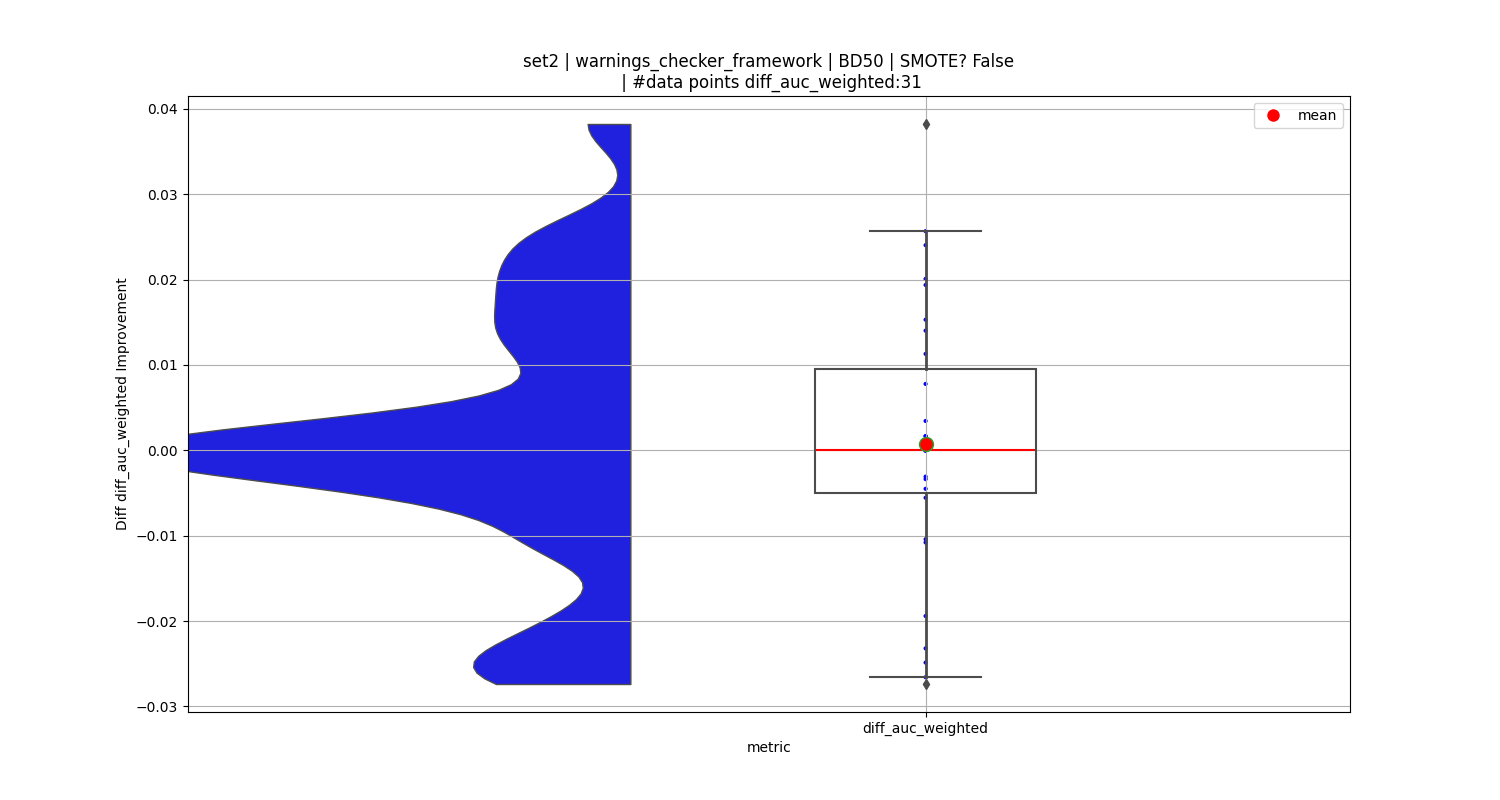 set2 | warnings_checker_framework | BD50 | SMOTE? False
| #data points diff_auc_weighted:31
mean
0.04
0.03
0.02
0.01
0.00
−0.01
−0.02
−0.03
Diff diff_auc_weighted Improvement
diff_auc_weighted
metric